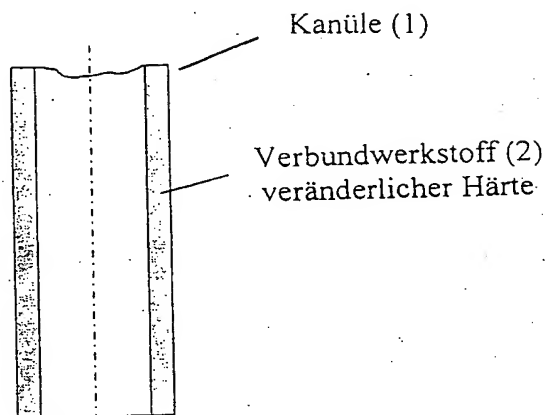 Kanüle (1)
Verbundwerkstoff (2)
veränderlicher Härte